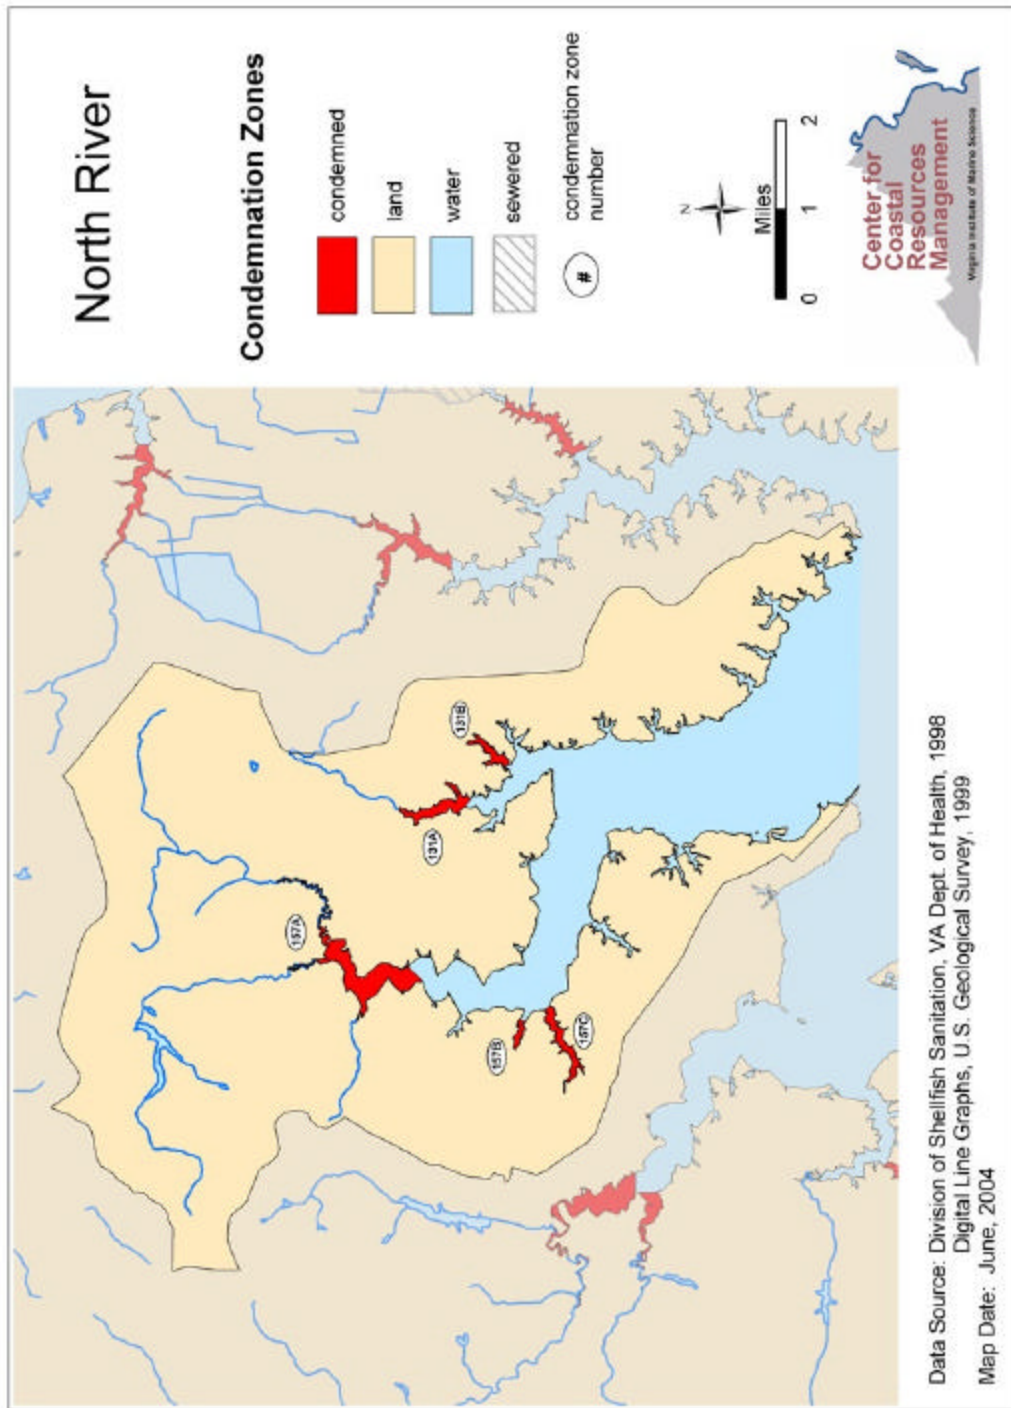 North River
Condemnation Zones
condemned
land
water
sewered
#
condemnation zone
number
N
Miles
0 1 2
Center for
Coastal
Resources
Management
Virginia Institute of Marine Science
157A
131A
131B
157B
157C
Data Source: Division of Shellfish Sanitation, VA Dept. of Health, 1998
Digital Line Graphs, U.S. Geological Survey, 1999
Map Date: June, 2004